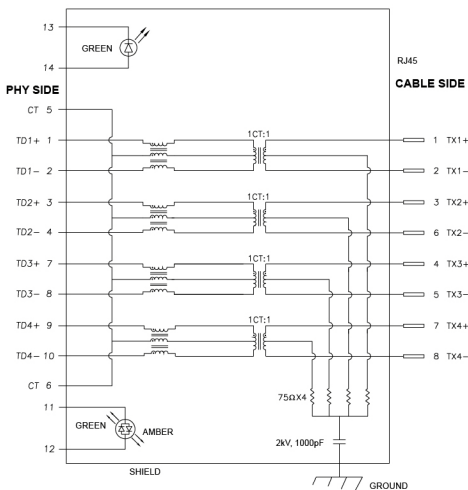 13
GREEN
14
RJ45
PHY SIDE
CABLE SIDE
CT 5
1CT:1
TD1+ 1
1 TX1+
TD1- 2
2 TX1-
1CT:1
TD2+ 3
3 TX2+
TD2- 4
6 TX2-
1CT:1
TD3+ 7
4 TX3+
TD3- 8
5 TX3-
1CT:1
TD4+ 9
7 TX4+
TD4- 10
8 TX4-
CT 6
75ΩX4
11
GREEN
AMBER
12
2kV, 1000pF
SHIELD
GROUND